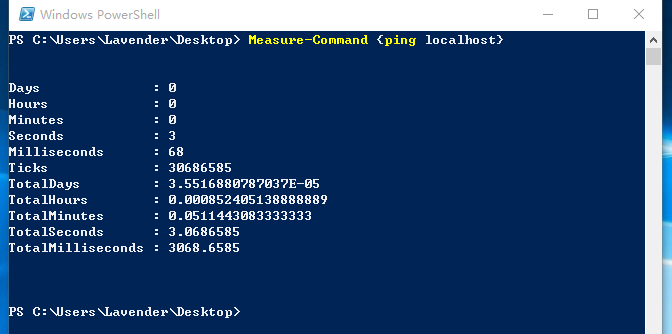 Windows PowerShell
PS C:\Users\Lavender\Desktop> Measure-Command {ping localhost}
Days : 0
Hours : 0
Minutes : 0
Seconds : 3
Milliseconds : 68
Ticks : 30686585
TotalDays : 3.5516880787037E-05
TotalHours : 0.000852405138888889
TotalMinutes : 0.0511443083333333
TotalSeconds : 3.0686585
TotalMilliseconds : 3068.6585
PS C:\Users\Lavender\Desktop>